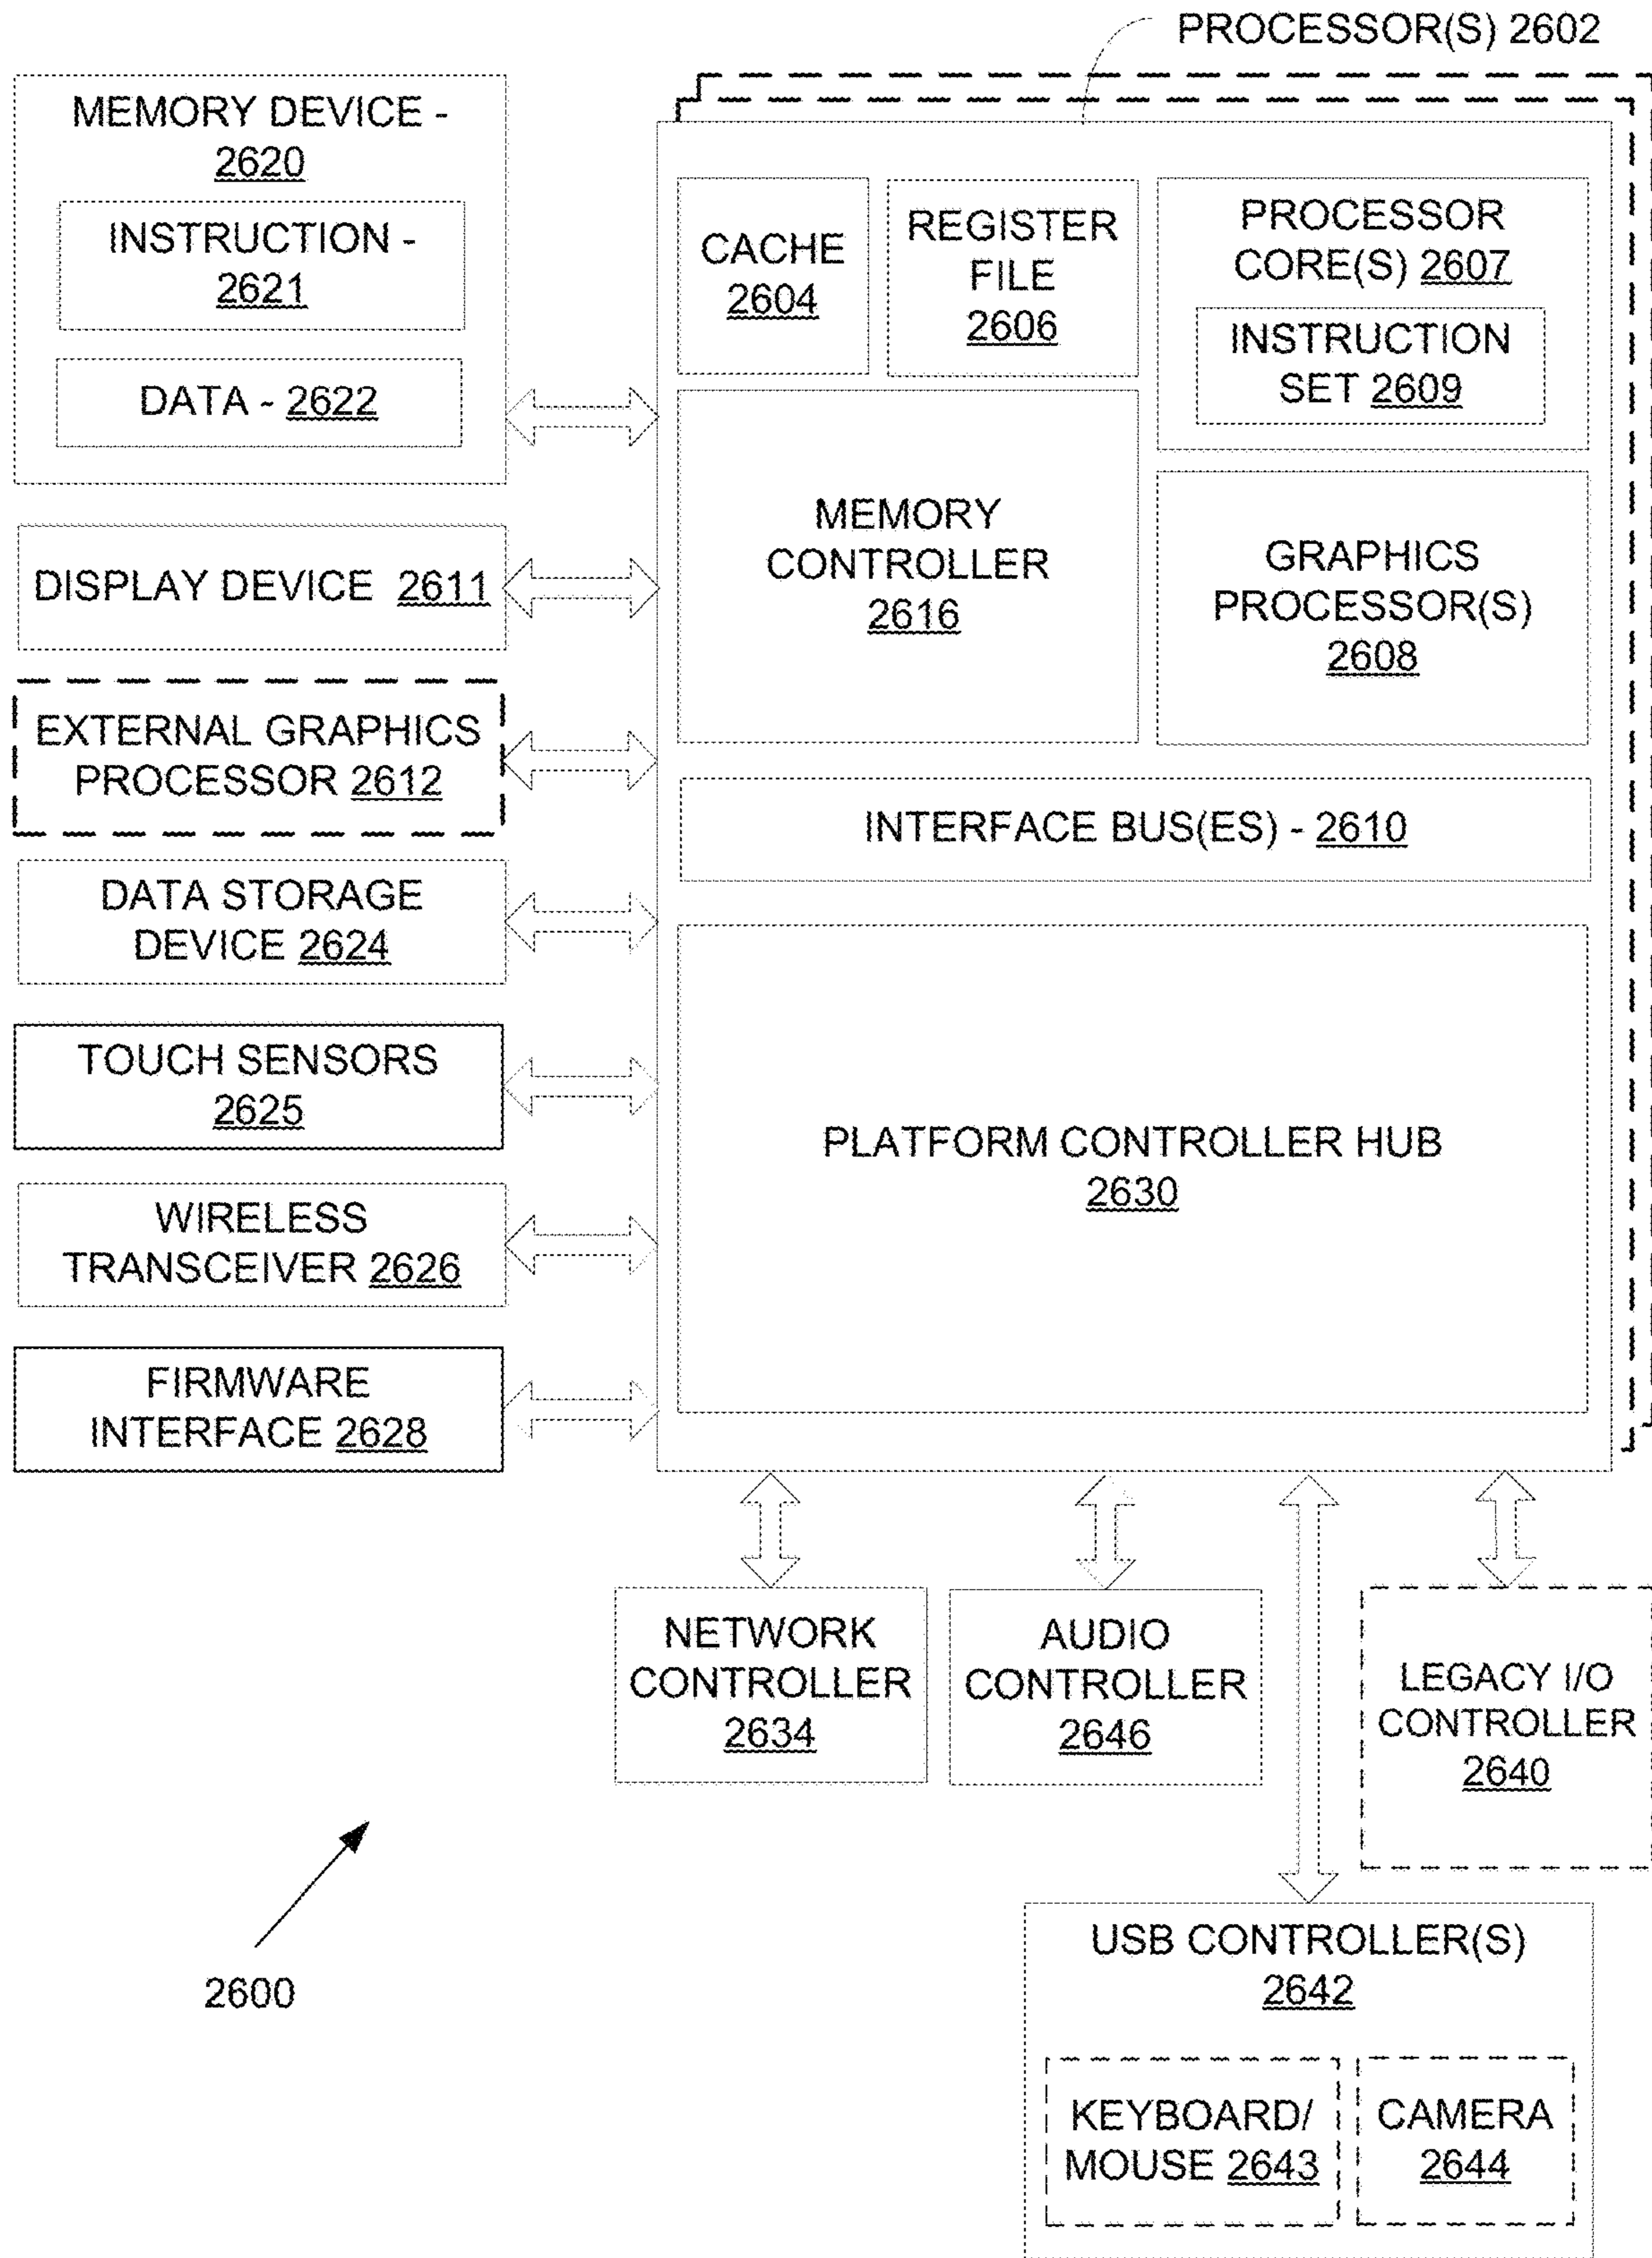 PROCESSOR(S) 2602
MEMORY DEVICE -
2620
INSTRUCTION -
2621
DATA - 2622
DISPLAY DEVICE 2611
EXTERNAL GRAPHICS
PROCESSOR 2612
DATA STORAGE
DEVICE 2624
TOUCH SENSORS
2625
WIRELESS
TRANSCEIVER 2626
FIRMWARE
INTERFACE 2628
CACHE
2604
REGISTER
FILE
2606
PROCESSOR
CORE(S) 2607
INSTRUCTION
SET 2609
MEMORY
CONTROLLER
2616
GRAPHICS
PROCESSOR(S)
2608
INTERFACE BUS(ES) - 2610
PLATFORM CONTROLLER HUB
2630
NETWORK
CONTROLLER
2634
AUDIO
CONTROLLER
2646
LEGACY I/O
CONTROLLER
2640
2600
USB CONTROLLER(S)
2642
KEYBOARD/
MOUSE 2643
CAMERA
2644